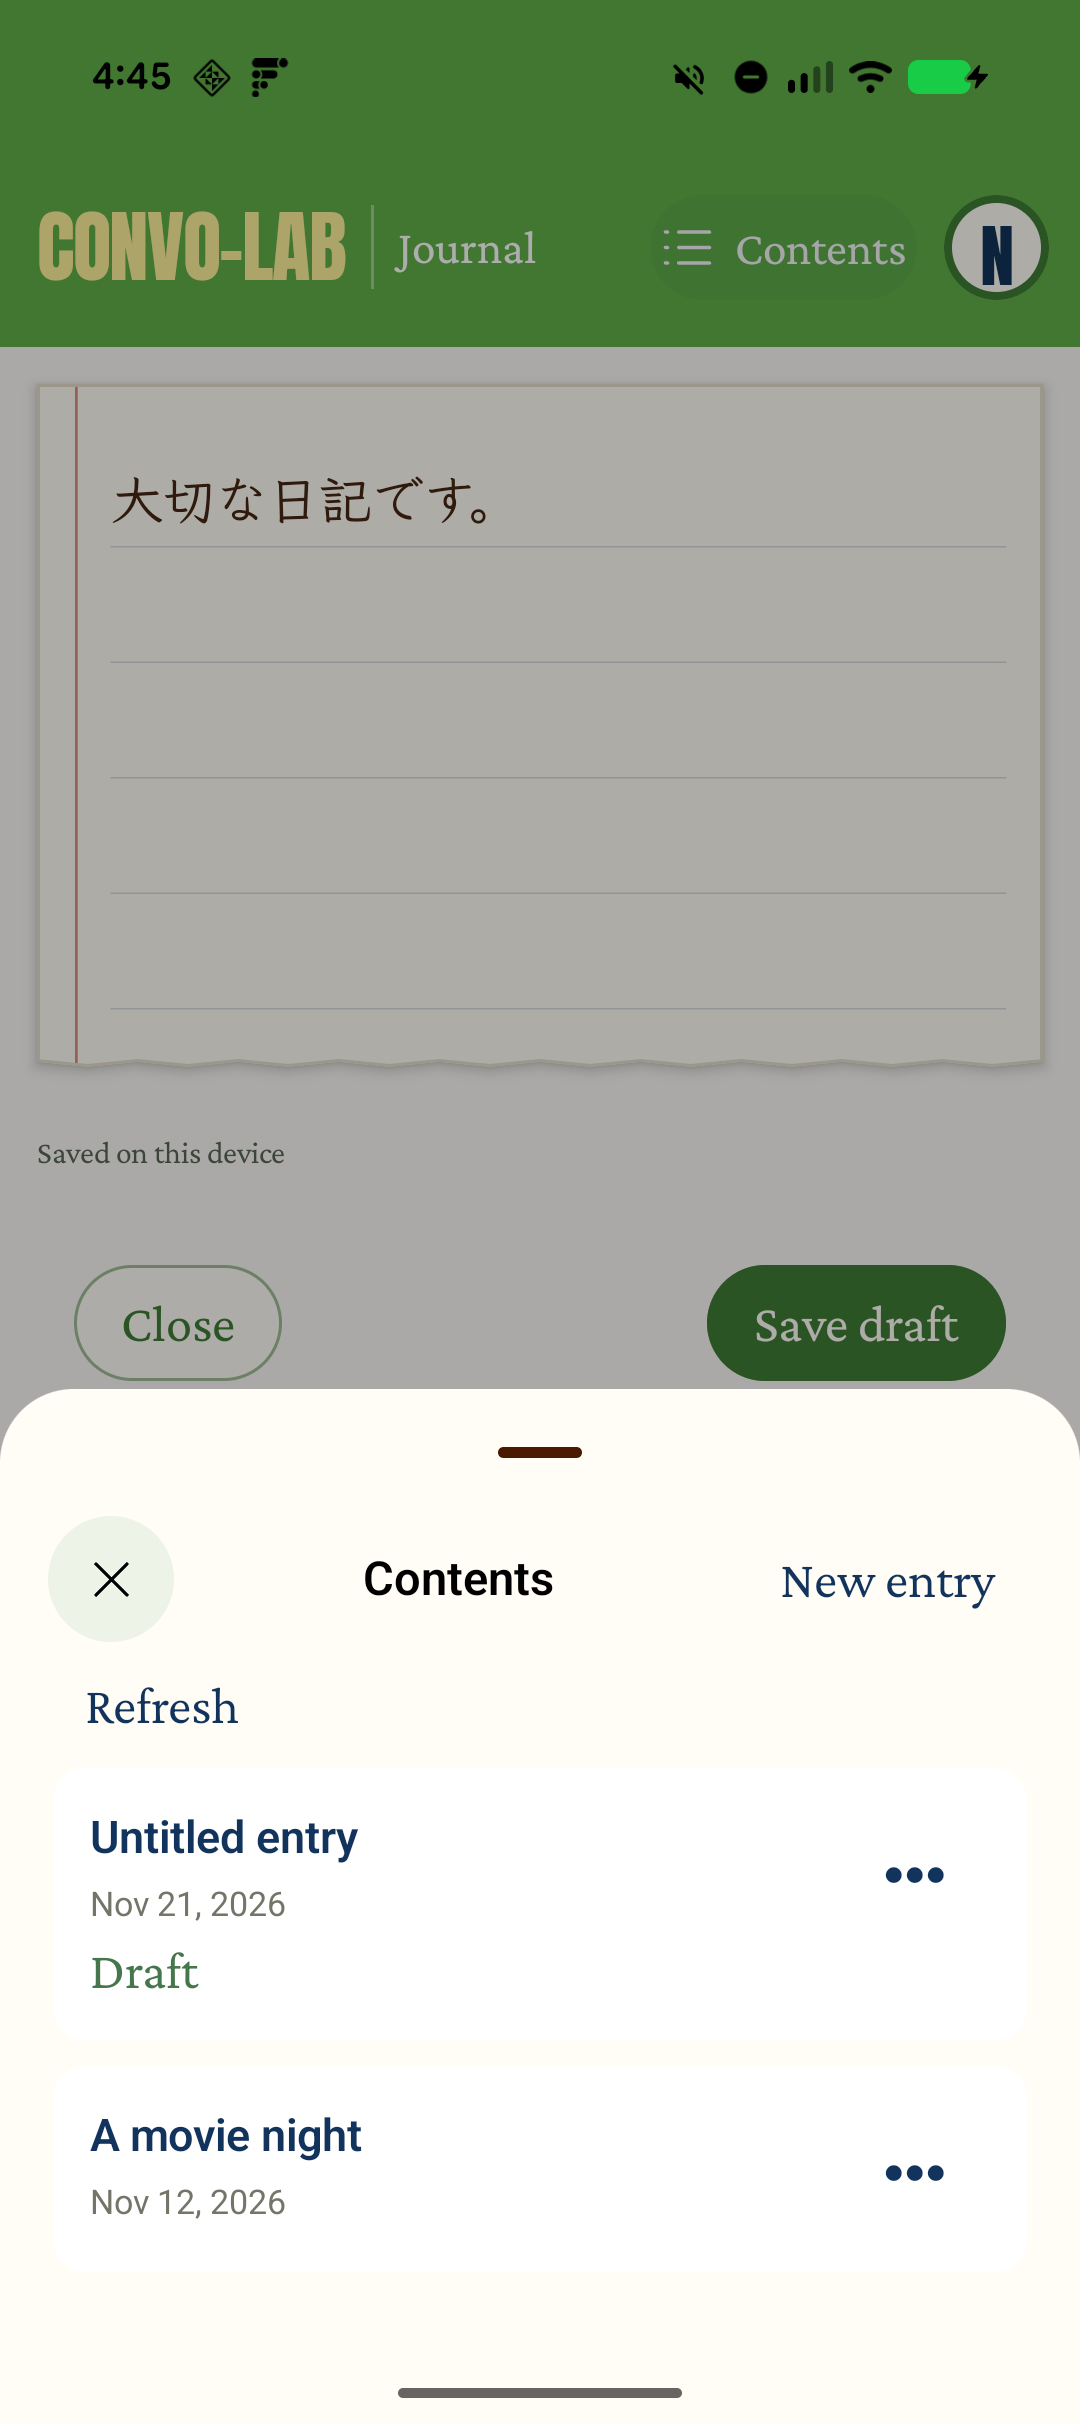 4:45
CONVO-LAB
Journal
Contents
N
大切な日記です。
Saved on this device
Close
Save draft
Contents
New entry
Refresh
Untitled entry
Nov 21, 2026
Draft
A movie night
Nov 12, 2026